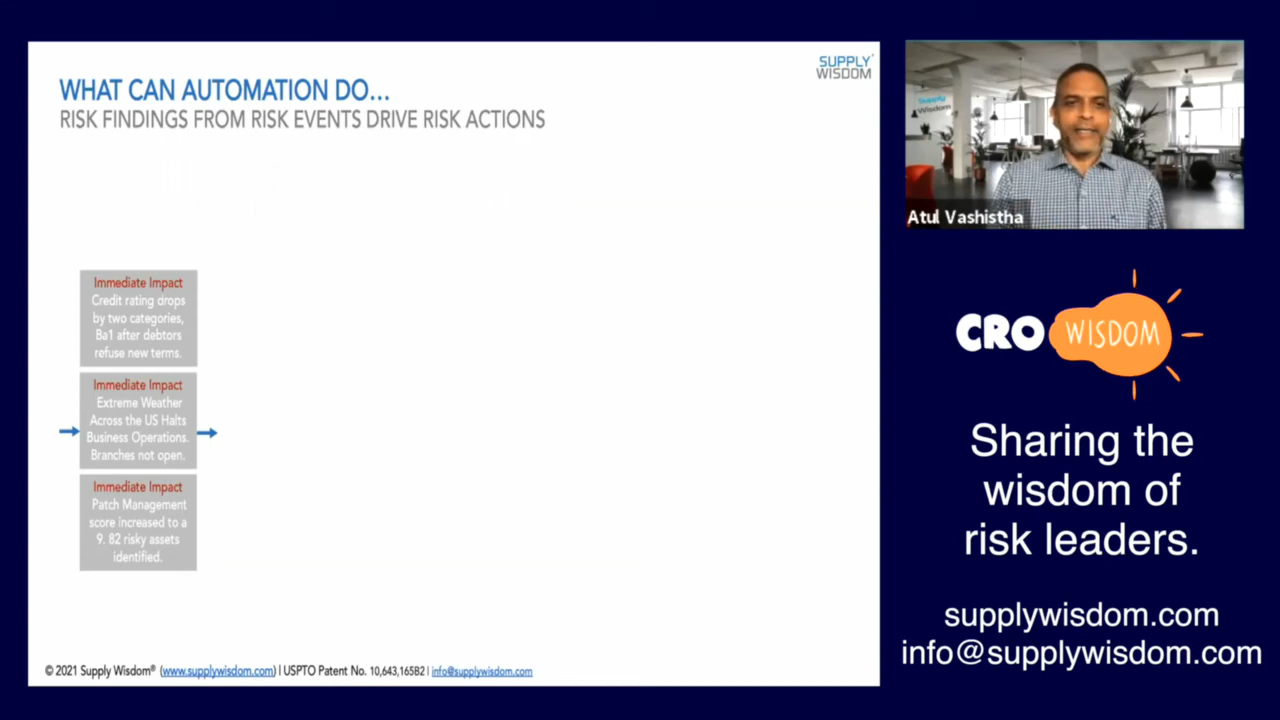 WHAT CAN AUTOMATION DO...
RISK FINDINGS FROM RISK EVENTS DRIVE RISK ACTIONS
SUPPLY
WISDOM
Immediate Impact
Credit rating drops
by two categories,
Ba1 after debtors
refuse new terms.
Immediate Impact
Extreme Weather
Across the US Halts
Business Operations.
Branches not open.
Immediate Impact
Patch Management
score increased to a
9. 82 risky assets
identified.
© 2021 Supply Wisdom® (www.supplywisdom.com) | USPTO Patent No. 10,643,16582 | info@supplywisdom.com
Supply
Wisdom
Atul Vashistha
CRO WISDOM
Sharing the
wisdom of
risk leaders.
supplywisdom.com
info@supplywisdom.com